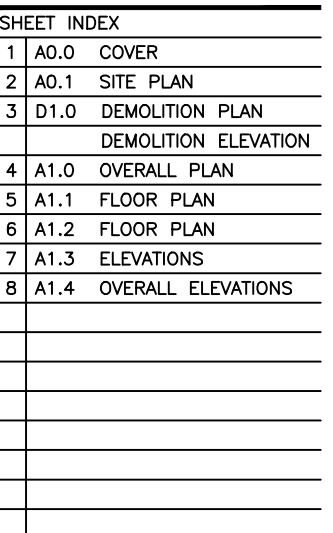 SHEET INDEX
1 A0.0 COVER
2 A0.1 SITE PLAN
3 D1.0 DEMOLITION PLAN
DEMOLITION ELEVATION
4 A1.0 OVERALL PLAN
5 A1.1 FLOOR PLAN
6 A1.2 FLOOR PLAN
7 A1.3 ELEVATIONS
8 A1.4 OVERALL ELEVATIONS